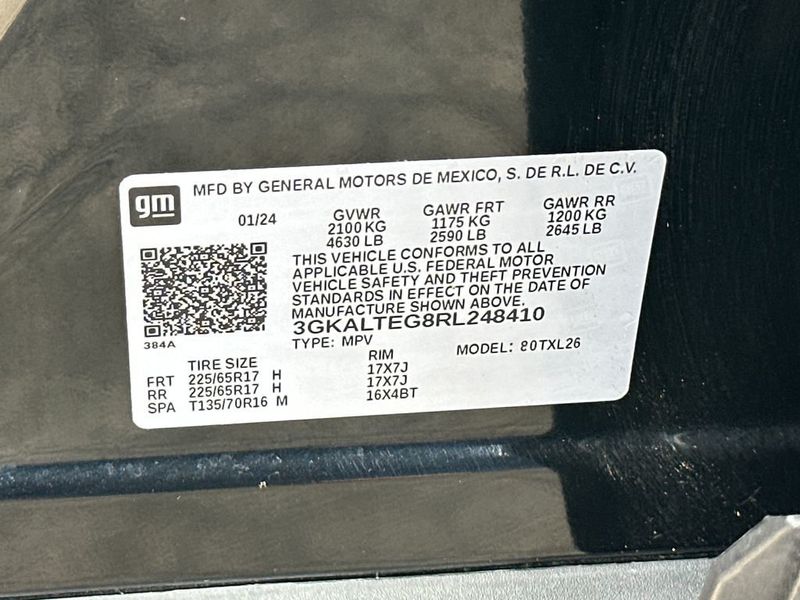 gm
MFD BY GENERAL MOTORS DE MEXICO, S. DE R.L. DE C.V.
01/24
GVWR GAWR FRT GAWR RR
2100 KG 1175 KG 1200 KG
4630 LB 2590 LB 2645 LB
THIS VEHICLE CONFORMS TO ALL
APPLICABLE U.S. FEDERAL MOTOR
VEHICLE SAFETY AND THEFT PREVENTION
STANDARDS IN EFFECT ON THE DATE OF
MANUFACTURE SHOWN ABOVE.
3GKALTEG8RL248410
TYPE: MPV MODEL: 80TXL26
384A
TIRE SIZE RIM
FRT 225/65R17 H 17X7J
RR 225/65R17 H 17X7J
SPA T135/70R16 M 16X4BT